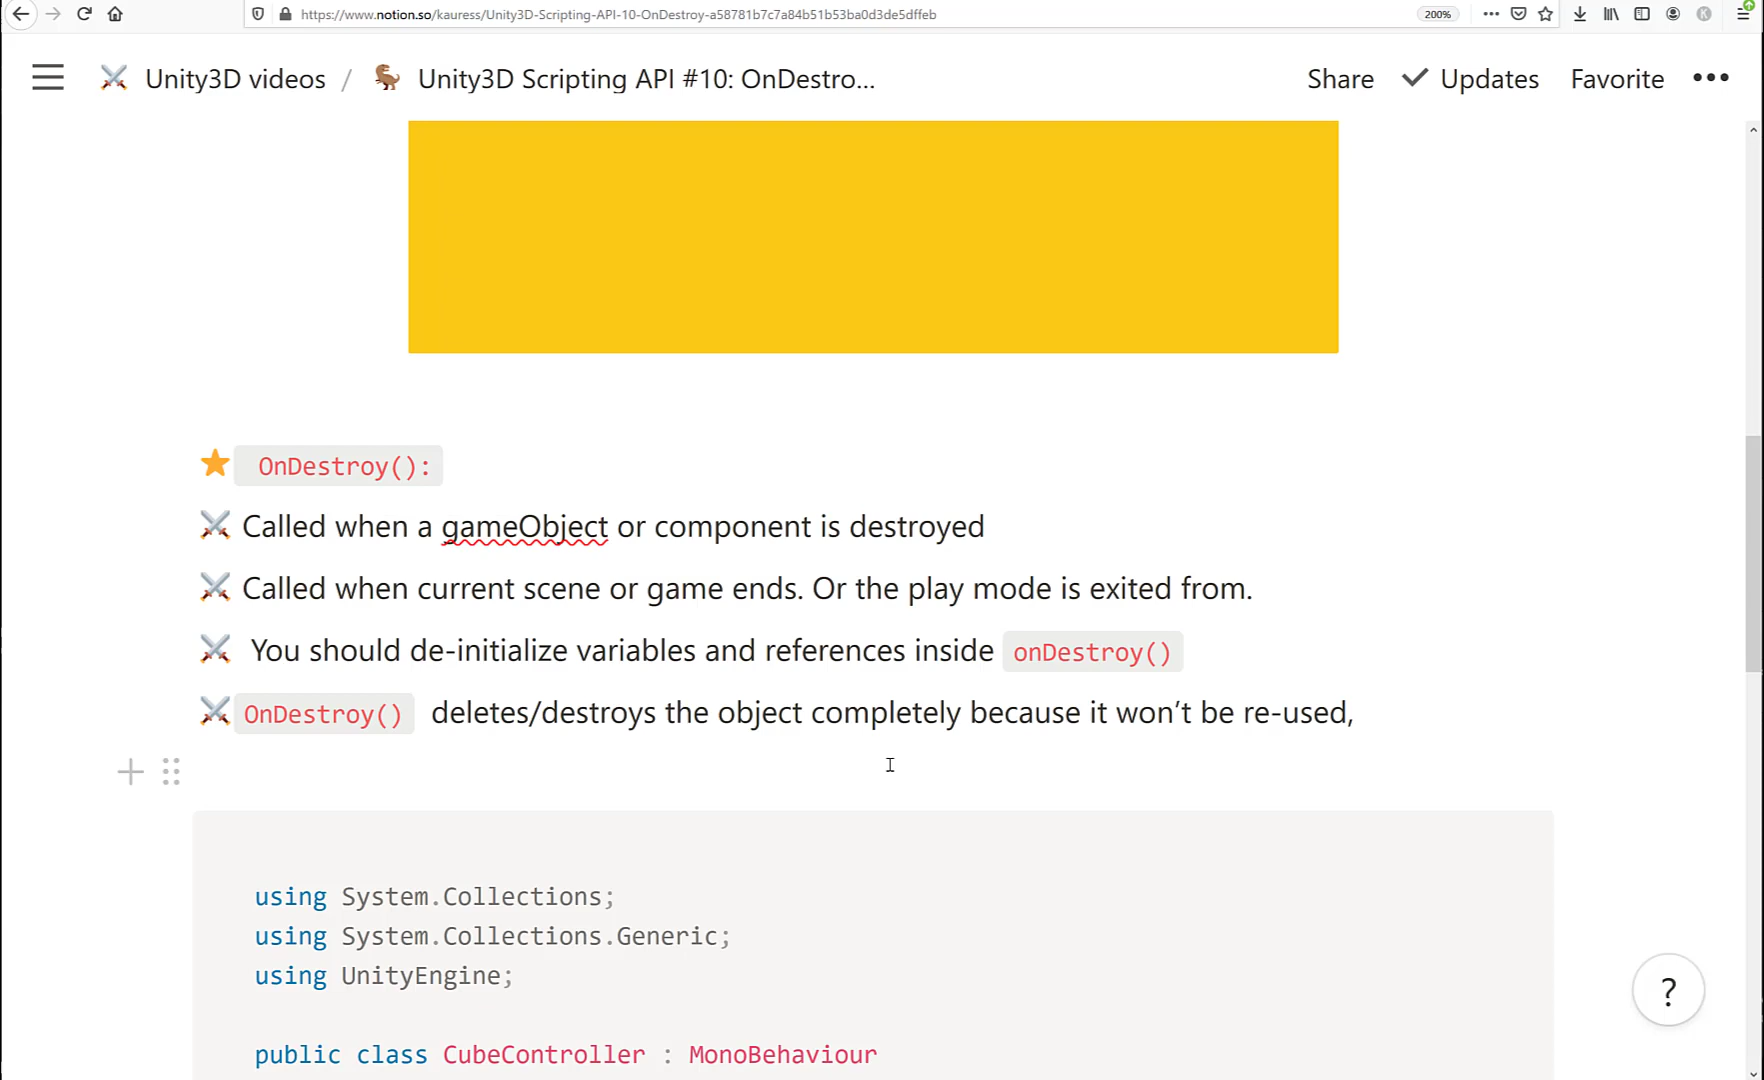 https://www.notion.so/kauress/Unity3D-Scripting-API-10-OnDestroy-a58781b7c7a84b51b53ba0d3de5dffeb
200%
Unity3D videos / Unity3D Scripting API #10: OnDestro...
Share Updates Favorite
OnDestroy():
Called when a gameObject or component is destroyed
Called when current scene or game ends. Or the play mode is exited from.
You should de-initialize variables and references inside onDestroy()
OnDestroy() deletes/destroys the object completely because it won't be re-used,
using System.Collections;
using System.Collections.Generic;
using UnityEngine;
public class CubeController : MonoBehaviour
?